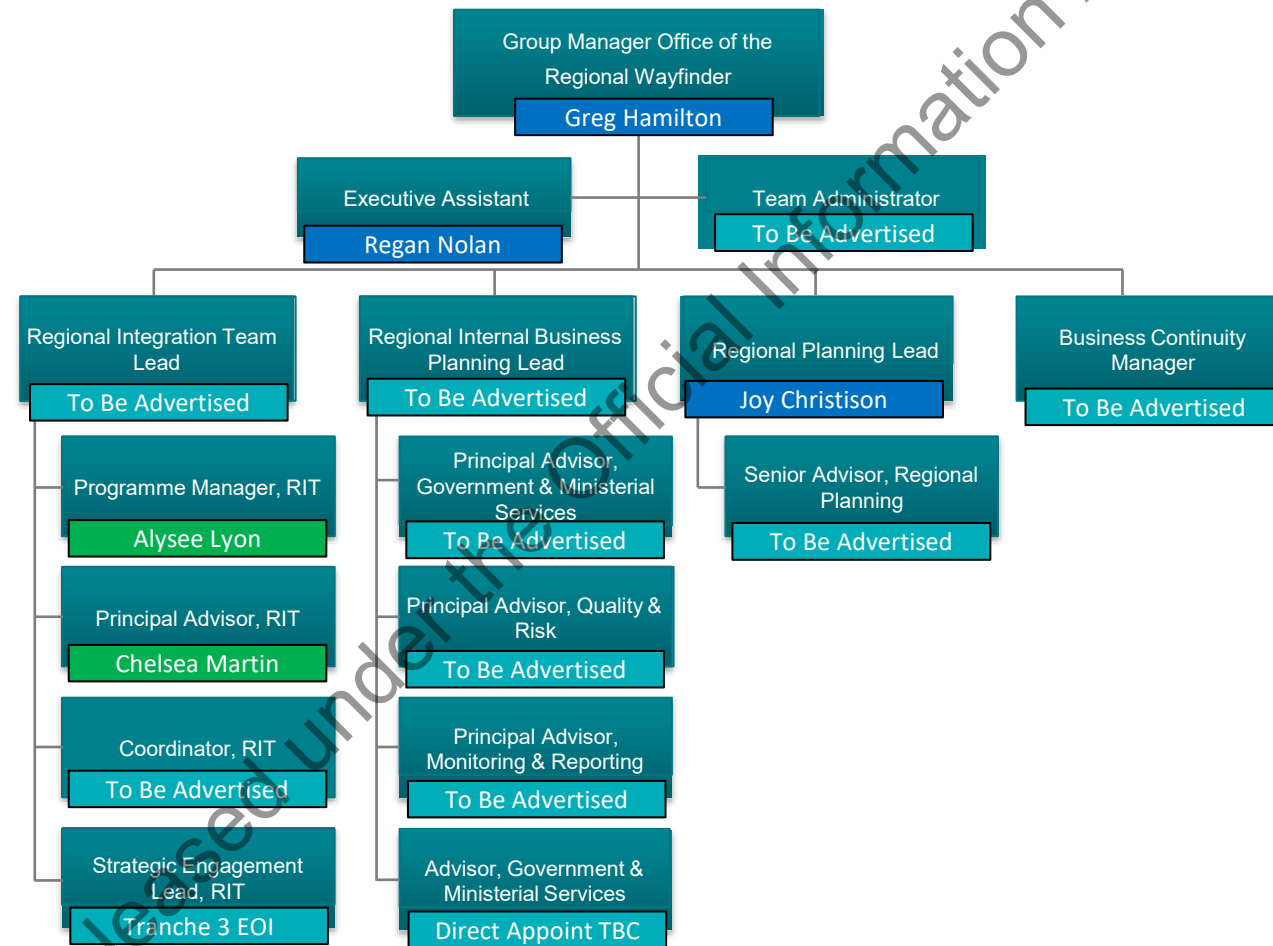 Group Manager Office of the
Regional Wayfinder
Greg Hamilton
Executive Assistant
Regan Nolan
Team Administrator
To Be Advertised
Regional Integration Team
Lead
To Be Advertised
Regional Internal Business
Planning Lead
To Be Advertised
Regional Planning Lead
Joy Christison
Business Continuity
Manager
To Be Advertised
Programme Manager, RIT
Alysee Lyon
Principal Advisor, RIT
Chelsea Martin
Coordinator, RIT
To Be Advertised
Strategic Engagement
Lead, RIT
Tranche 3 EOI
Principal Advisor,
Government & Ministerial
Services
To Be Advertised
Principal Advisor, Quality &
Risk
To Be Advertised
Principal Advisor,
Monitoring & Reporting
To Be Advertised
Advisor, Government &
Ministerial Services
Direct Appoint TBC
Senior Advisor, Regional
Planning
To Be Advertised
leased under the Official Information